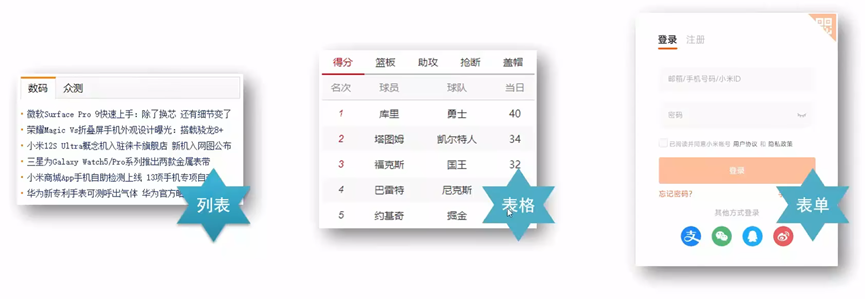 数码 众测
微软Surface Pro 9快速上手：除了换芯 还有细节变了
荣耀Magic Vs折叠屏手机外观设计曝光：搭载骁龙8+
小米12S Ultra概念机入驻徕卡旗舰店 新机入网图公布
三星为Galaxy Watch5/Pro系列推出两款金属表带
小米商城App手机自助检测上线 13项手机专项自
华为新专利手表可测呼出气体 华为官方
列表
得分 篮板 助攻 抢断 盖帽
名次 球员 球队 当日
1 库里 勇士 40
2 塔图姆 凯尔特人 34
3 福克斯 国王 32
4 巴雷特 尼克斯
5 约基奇 掘金
表格
登录 注册
邮箱/手机号码/小米ID
密码
已阅读并同意小米账号 用户协议 和 隐私政策
登录
忘记密码?
其他方式登录
支
表单